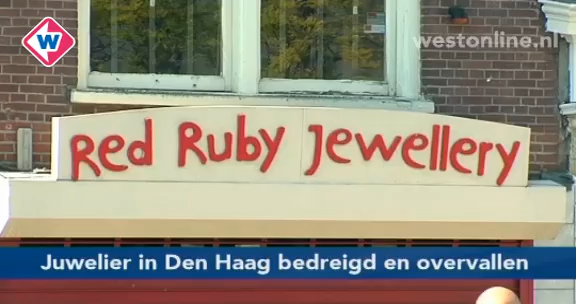 W
westonline.nl
Red Ruby Jewellery
Juwelier in Den Haag bedreigd en overvallen